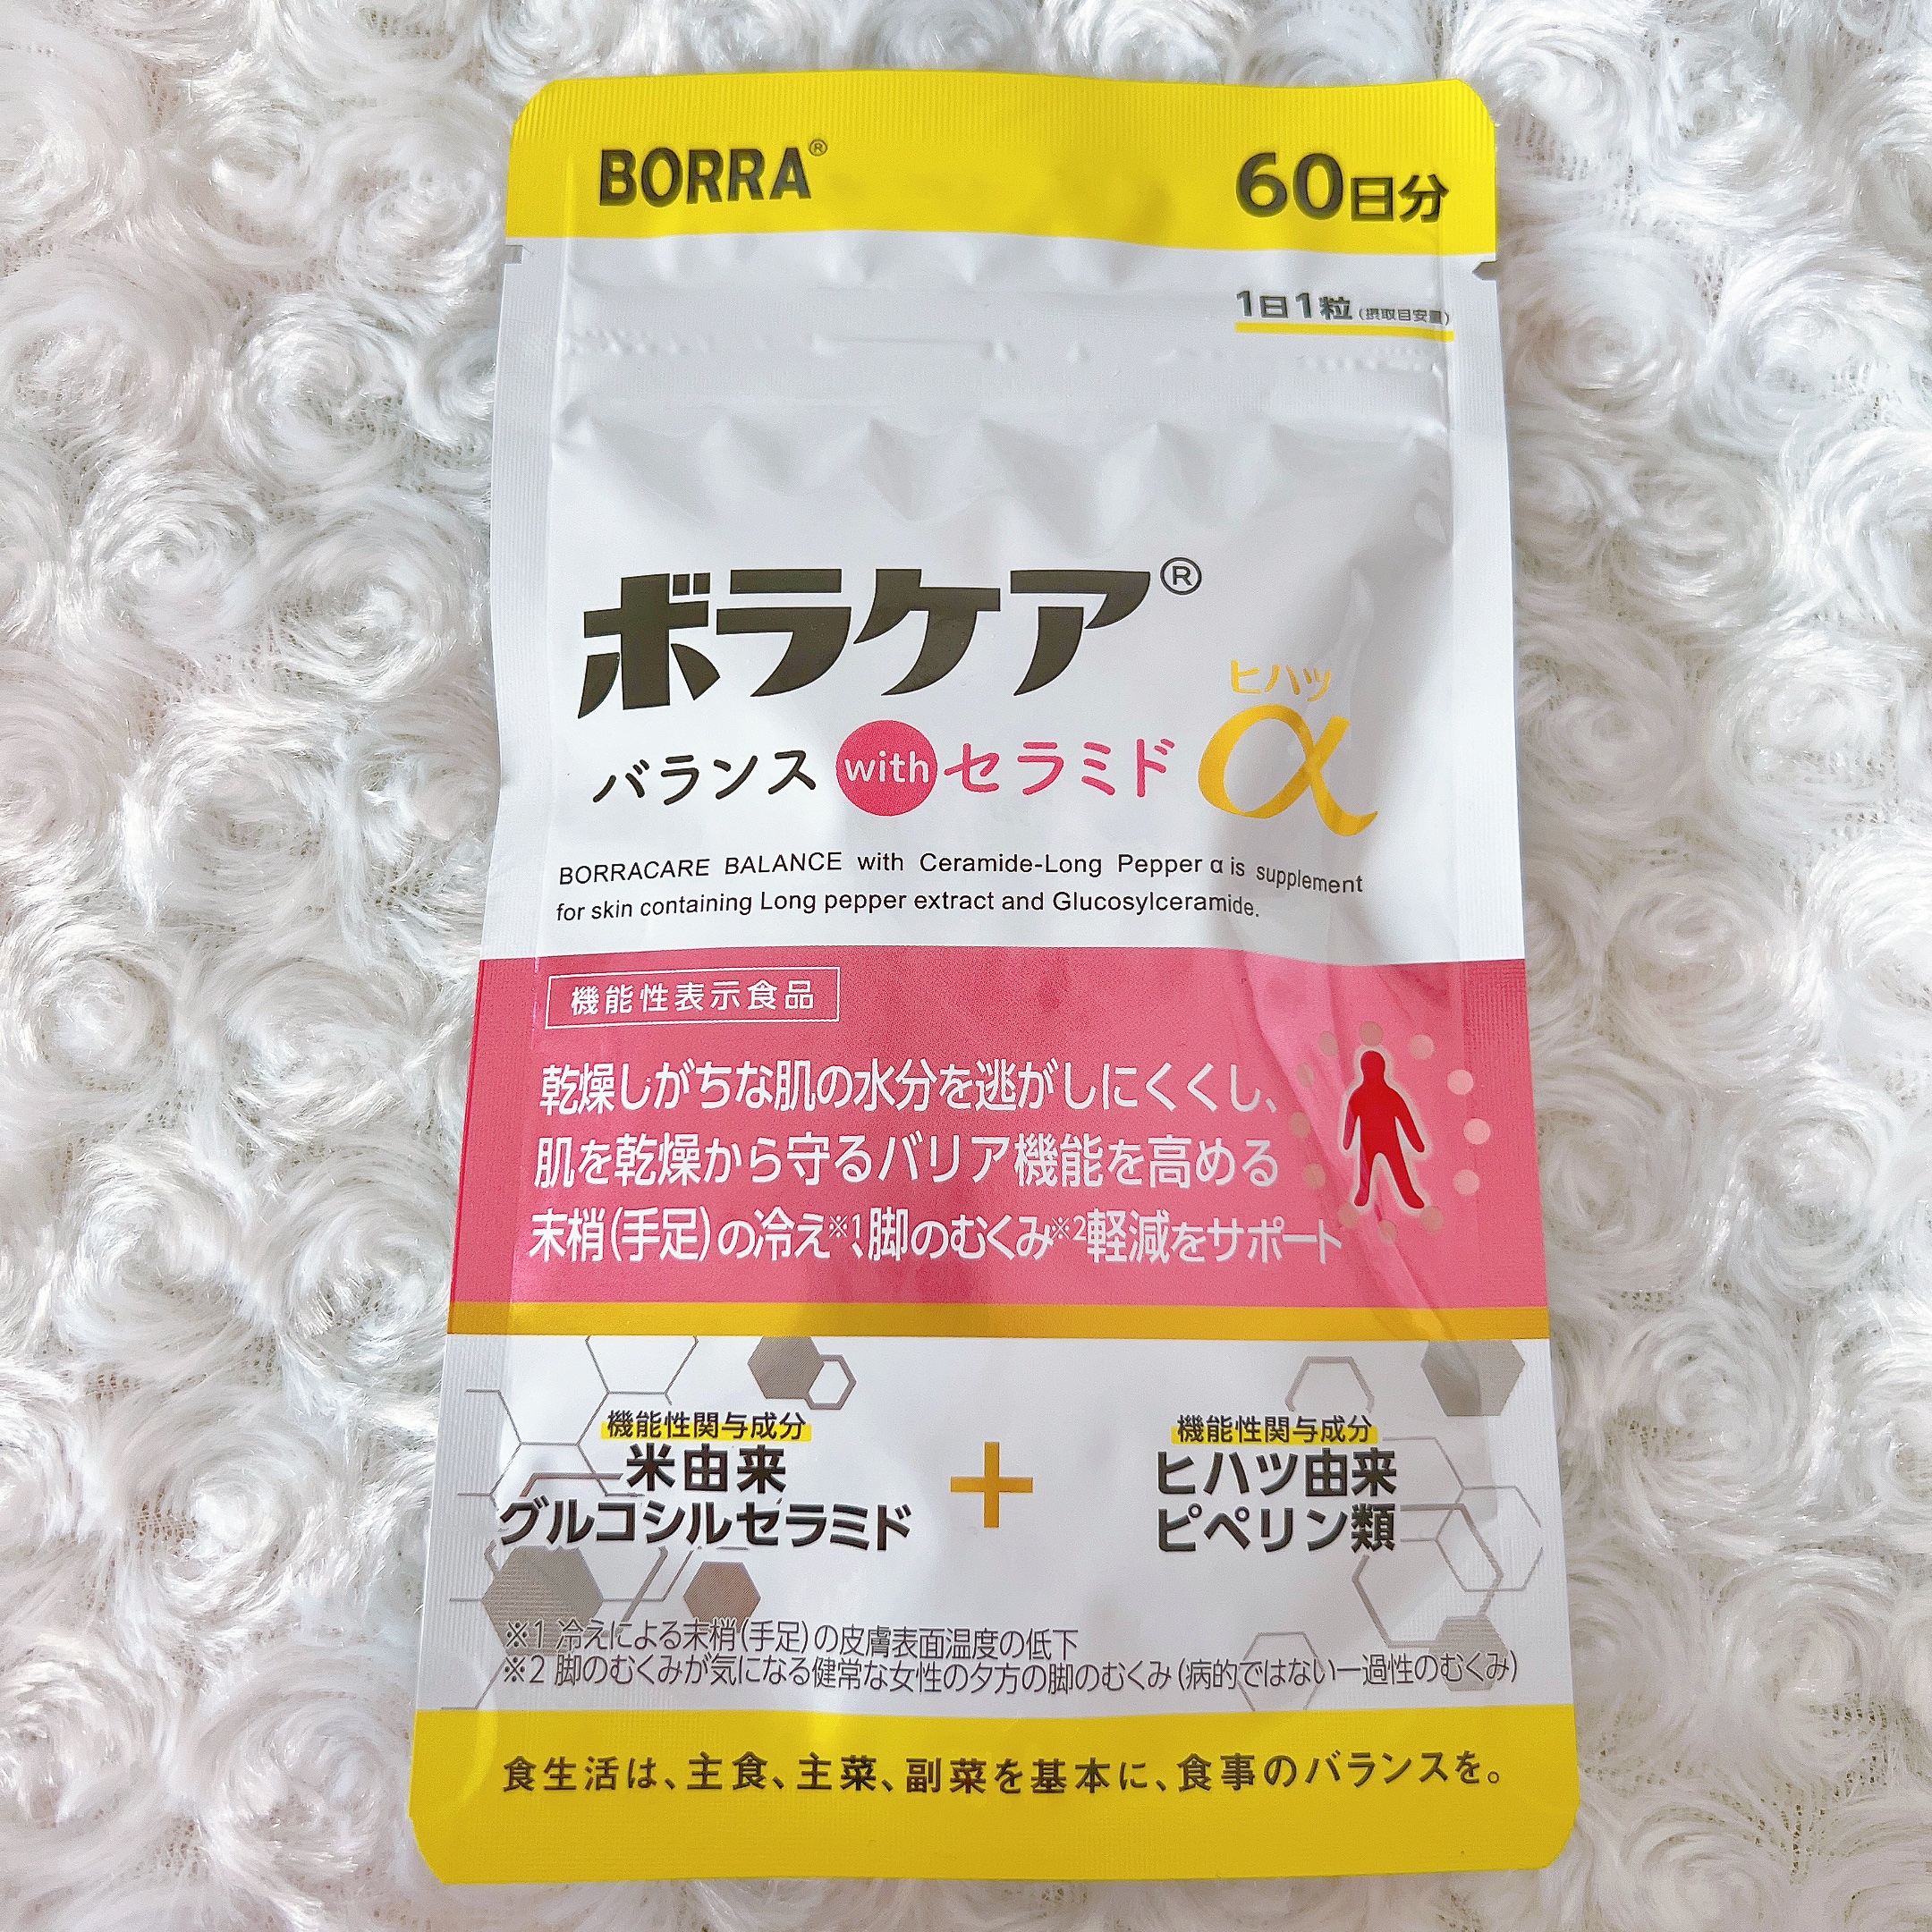 BORRA®
60日分
1日1粒(摂取目安量)
ボラケア®
バランス with セラミド ヒハツ α
BORRACARE BALANCE with Ceramide-Long Pepper α is supplement
for skin containing Long pepper extract and Glucosylceramide.
機能性表示食品
乾燥しがちな肌の水分を逃がしにくくし、
肌を乾燥から守るバリア機能を高める
末梢(手足)の冷え※1、脚のむくみ※2軽減をサポート
機能性関与成分
米由来
グルコシルセラミド
+
機能性関与成分
ヒハツ由来
ピペリン類
※1 冷えによる末梢(手足)の皮膚表面温度の低下
※2 脚のむくみが気になる健常な女性の夕方の脚のむくみ(病的ではない一過性のむくみ)
食生活は、主食、主菜、副菜を基本に、食事のバランスを。